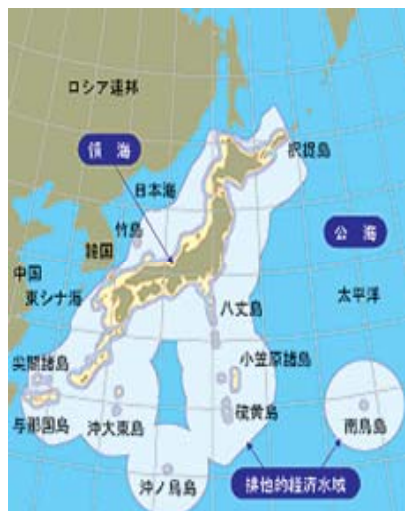 ロシア連邦
領 海
択捉島
日本海
竹島
韓国
公 海
中国
東シナ海
太平洋
八丈島
尖閣諸島
小笠原諸島
与那国島
沖大東島
硫黄島
南鳥島
沖ノ鳥島
排他的経済水域